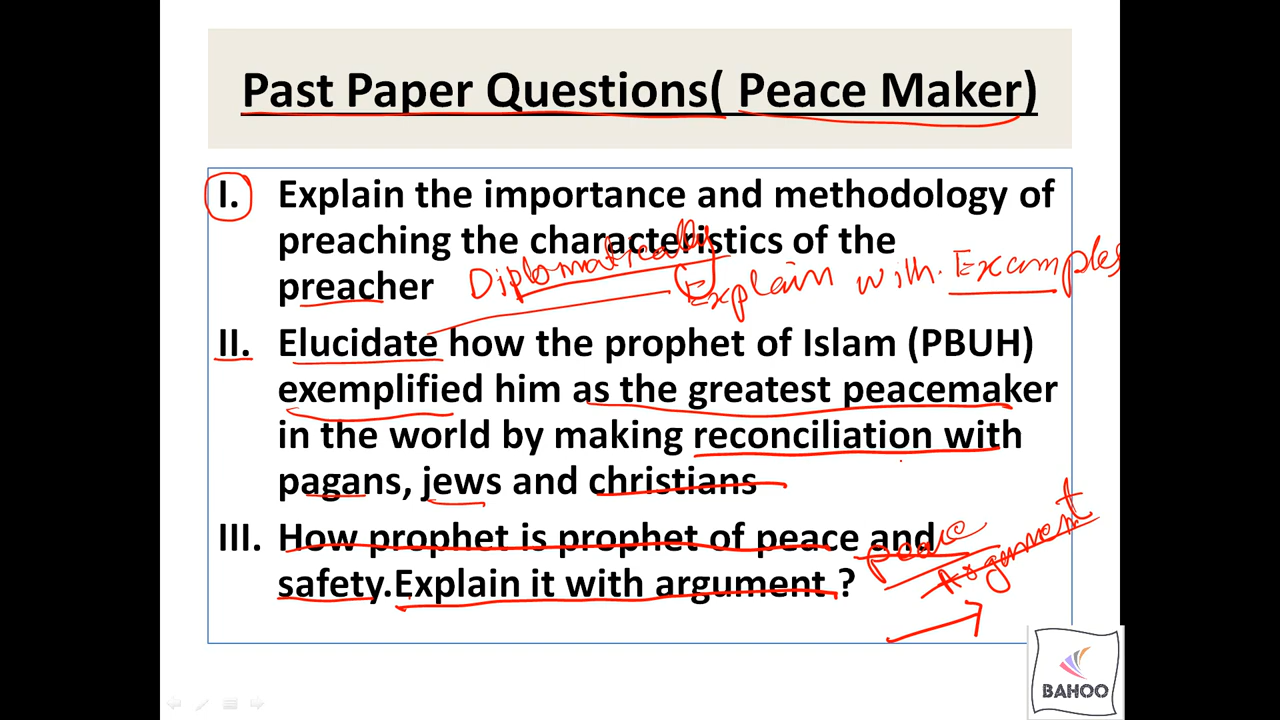 Past Paper Questions( Peace Maker)
I. Explain the importance and methodology of
preaching the characteristics of the
preacher
Diplomatically Explain with. Examples
II. Elucidate how the prophet of Islam (PBUH)
exemplified him as the greatest peacemaker
in the world by making reconciliation with
pagans, jews and christians
III. How prophet is prophet of peace and
safety.Explain it with argument ?
peace
Argument
BAHOO